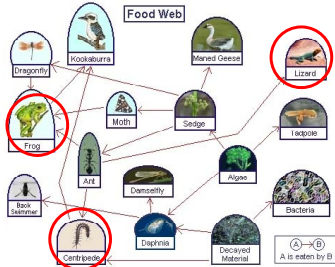 Food Web
Kookaburra
Maned Geese
Lizard
Dragonfly
Moth
Sedge
Tadpole
Frog
Ant
Algae
Damselfly
Back
Swimmer
Bacteria
Daphnia
Decayed
Material
Centripede
A B
A is eaten by B